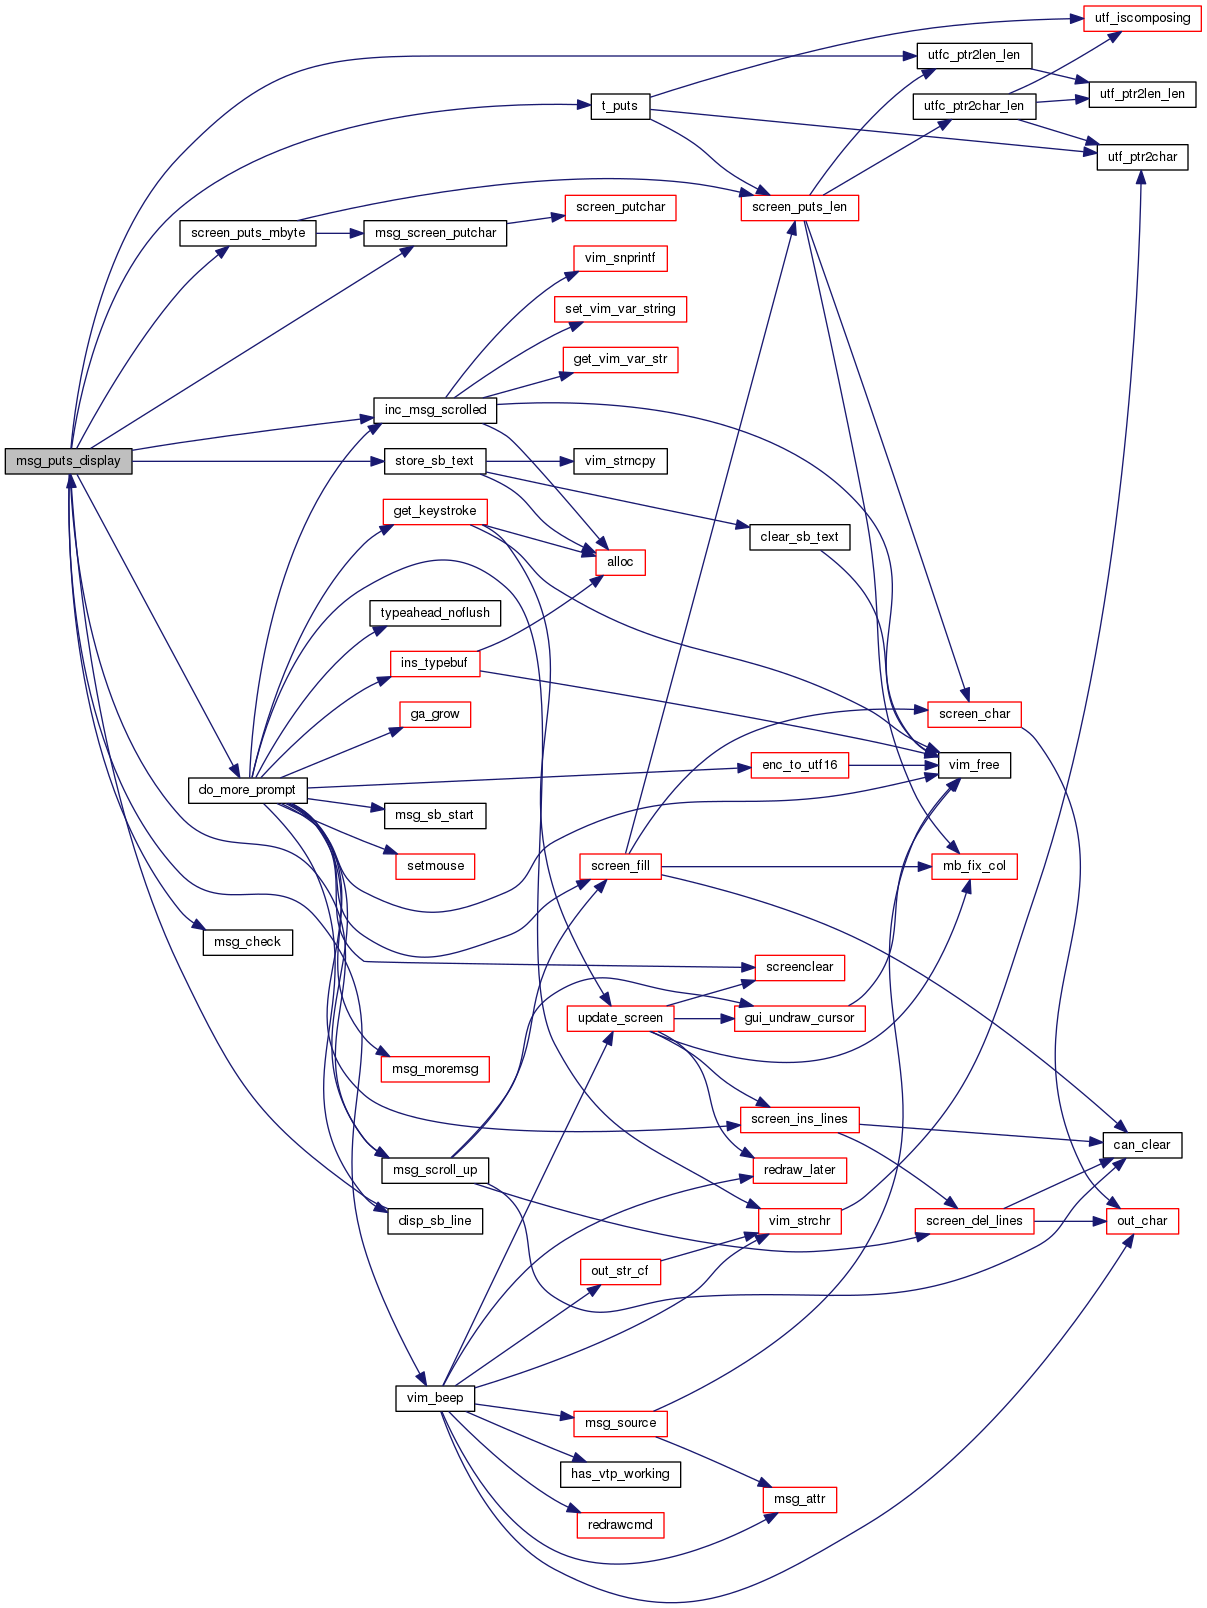 utf_iscomposing
utfc_ptr2len_len
utf_ptr2len_len
t_puts
utfc_ptr2char_len
utf_ptr2char
screen_putchar
screen_puts_len
screen_puts_mbyte
msg_screen_putchar
vim_snprintf
set_vim_var_string
get_vim_var_str
inc_msg_scrolled
msg_puts_display
store_sb_text
vim_strncpy
get_keystroke
clear_sb_text
alloc
typeahead_noflush
ins_typebuf
ga_grow
screen_char
enc_to_utf16
vim_free
do_more_prompt
msg_sb_start
setmouse
screen_fill
mb_fix_col
msg_check
screenclear
update_screen
gui_undraw_cursor
msg_moremsg
screen_ins_lines
can_clear
msg_scroll_up
redraw_later
disp_sb_line
vim_strchr
screen_del_lines
out_char
out_str_cf
vim_beep
msg_source
has_vtp_working
msg_attr
redrawcmd